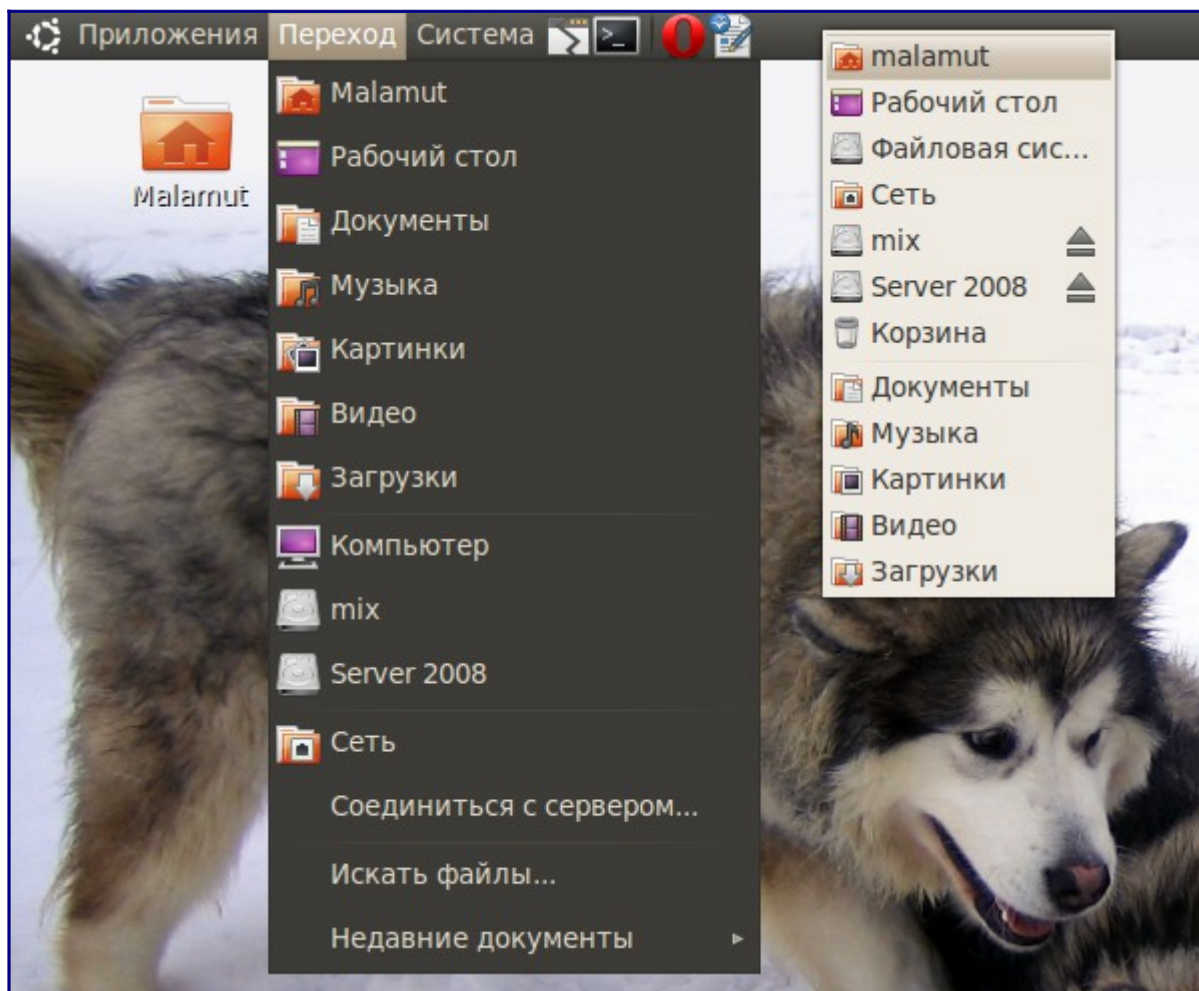 Приложения Переход Система
Malamut
Malamut
Рабочий стол
Документы
Музыка
Картинки
Видео
Загрузки
Компьютер
mix
Server 2008
Сеть
Соединиться с сервером...
Искать файлы...
Недавние документы
malamut
Рабочий стол
Файловая сис...
Сеть
mix
Server 2008
Корзина
Документы
Музыка
Картинки
Видео
Загрузки